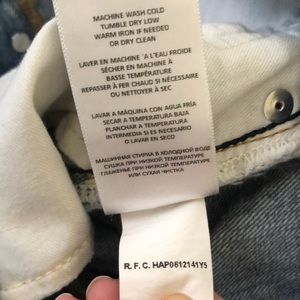 MACHINE WASH COLD
TUMBLE DRY LOW
WARM IRON IF NEEDED
OR DRY CLEAN
LAVER EN MACHINE A L'EAU FROIDE
SÉCHER EN MACHINE À
BASSE TEMPÉRATURE
REPASSER À FER CHAUD SI NÉCESSAIRE
OU NETTOYER À SEC
LAVAR A MÁQUINA CON AGUA FRÍA
SECAR A TEMPERATURA BAJA
PLANCHAR A TEMPERATURA
INTERMEDIA SI ES NECESARIO
O LAVAR EN SECO
МАШИННАЯ СТИРКА В ХОЛОДНОЙ ВОДЕ
СУШКА ПРИ НИЗКОЙ ТЕМПЕРАТУРЕ
ГЛАЖЕНЬЕ ПРИ НИЗКОЙ ТЕМПЕРАТУРЕ
ИЛИ СУХАЯ ЧИСТКА
R. F. C. HAP0612141Y5